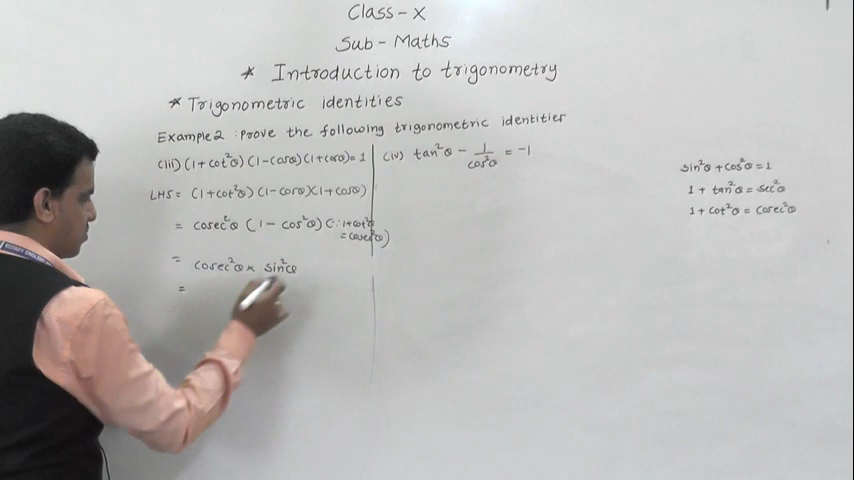 Class-X
Sub-Maths
* Introduction to trigonometry
* Trigonometric identities
Example 2 : Prove the following trigonometric identities
(iii) (1+cot²θ) (1-cosθ) (1+cosθ)=1
LHS = (1+cot²θ) (1-cosθ)(1+cosθ)
= cosec²θ (1-cos²θ) (∵ 1+cot²θ
= cosec²θ)
= cosec²θ × sin²θ
=
(iv) tan²θ - 1/cos²θ = -1
sin²θ + cos²θ = 1
1 + tan²θ = sec²θ
1 + cot²θ = cosec²θ